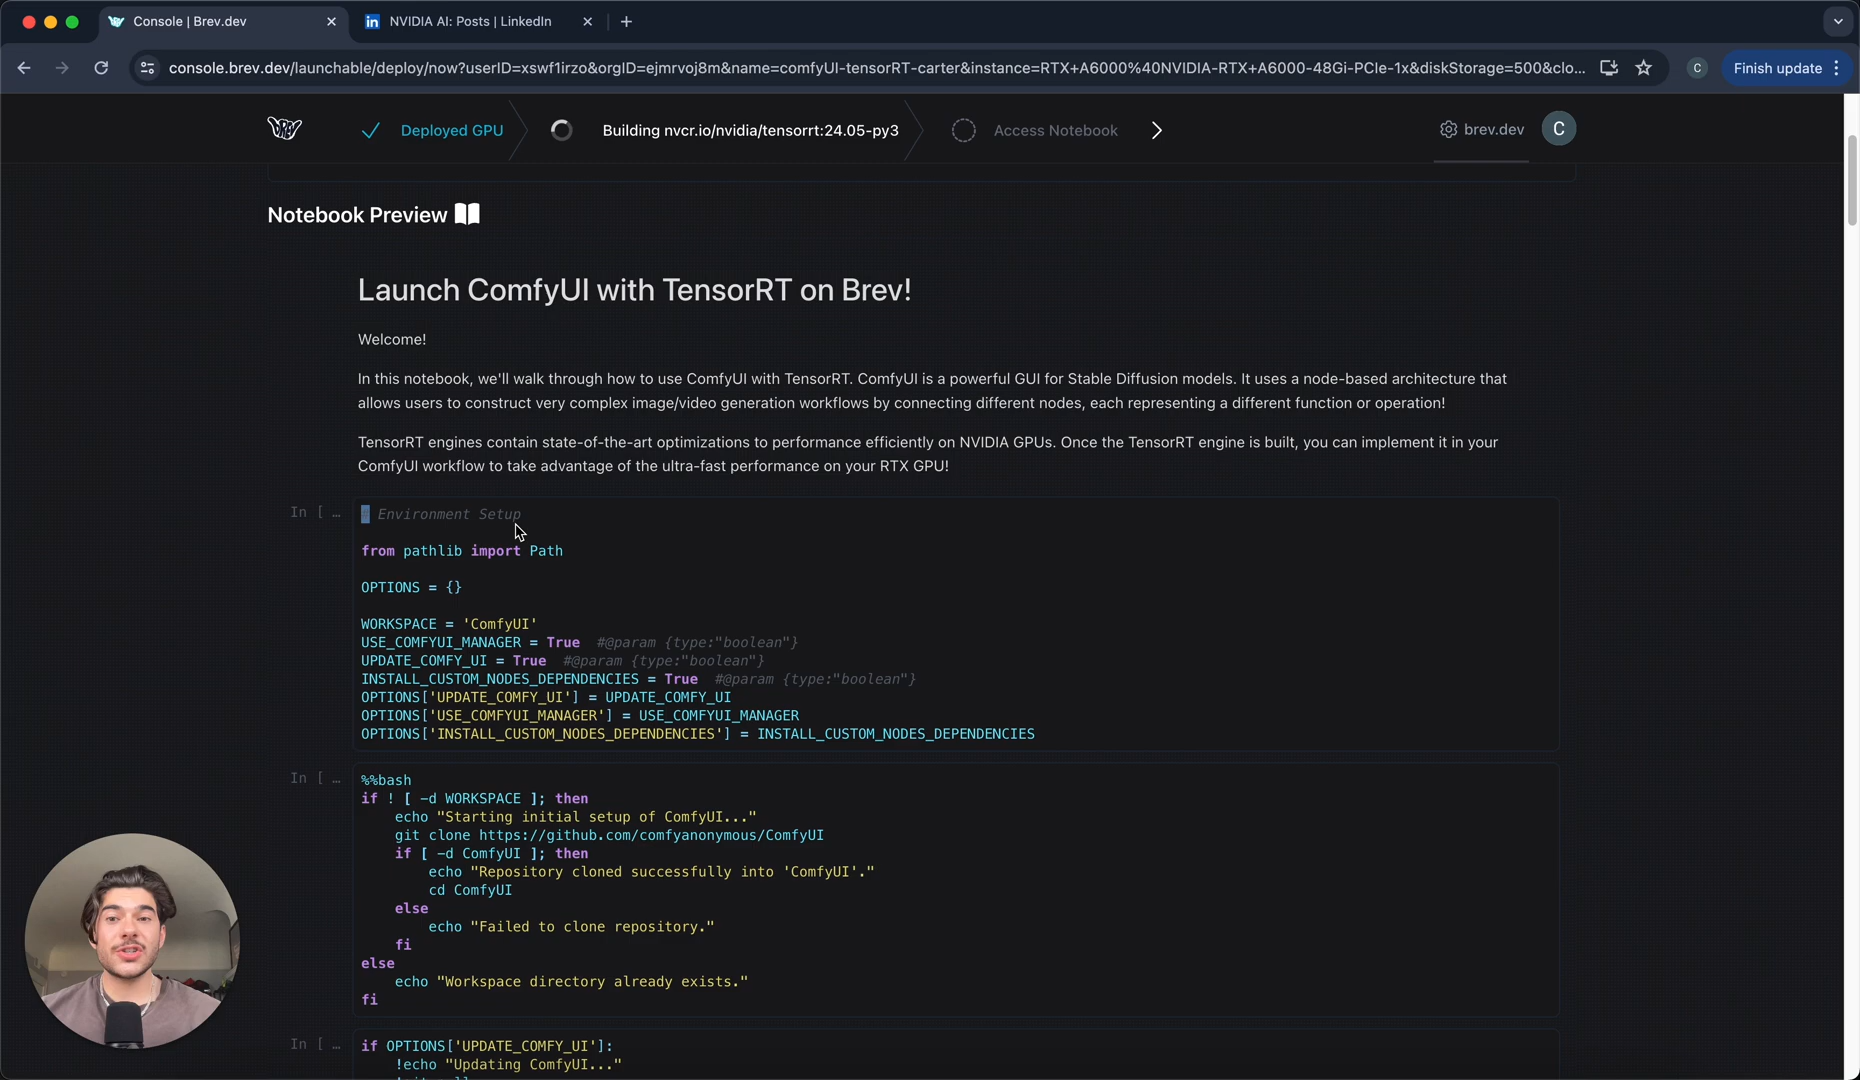 Console | Brev.dev
NVIDIA AI: Posts | LinkedIn
console.brev.dev/launchable/deploy/now?userID=xswf1irzo&orgID=ejmrvoj8m&name=comfyUI-tensorRT-carter&instance=RTX+A6000%40NVIDIA-RTX+A6000-48Gi-PCIe-1x&diskStorage=500&clo...
C
Finish update
BREV
Deployed GPU
Building nvcr.io/nvidia/tensorrt:24.05-py3
Access Notebook
brev.dev
C
Notebook Preview
Launch ComfyUI with TensorRT on Brev!
Welcome!
In this notebook, we'll walk through how to use ComfyUI with TensorRT. ComfyUI is a powerful GUI for Stable Diffusion models. It uses a node-based architecture that
allows users to construct very complex image/video generation workflows by connecting different nodes, each representing a different function or operation!
TensorRT engines contain state-of-the-art optimizations to performance efficiently on NVIDIA GPUs. Once the TensorRT engine is built, you can implement it in your
ComfyUI workflow to take advantage of the ultra-fast performance on your RTX GPU!
In [ …
# Environment Setup
from pathlib import Path
OPTIONS = {}
WORKSPACE = 'ComfyUI'
USE_COMFYUI_MANAGER = True  #@param {type:"boolean"}
UPDATE_COMFY_UI = True  #@param {type:"boolean"}
INSTALL_CUSTOM_NODES_DEPENDENCIES = True  #@param {type:"boolean"}
OPTIONS['UPDATE_COMFY_UI'] = UPDATE_COMFY_UI
OPTIONS['USE_COMFYUI_MANAGER'] = USE_COMFYUI_MANAGER
OPTIONS['INSTALL_CUSTOM_NODES_DEPENDENCIES'] = INSTALL_CUSTOM_NODES_DEPENDENCIES
In [ …
%%bash
if ! [ -d WORKSPACE ]; then
echo "Starting initial setup of ComfyUI..."
git clone https://github.com/comfyanonymous/ComfyUI
if [ -d ComfyUI ]; then
echo "Repository cloned successfully into 'ComfyUI'."
cd ComfyUI
else
echo "Failed to clone repository."
fi
else
echo "Workspace directory already exists."
fi
In [ …
if OPTIONS['UPDATE_COMFY_UI']:
!echo "Updating ComfyUI..."